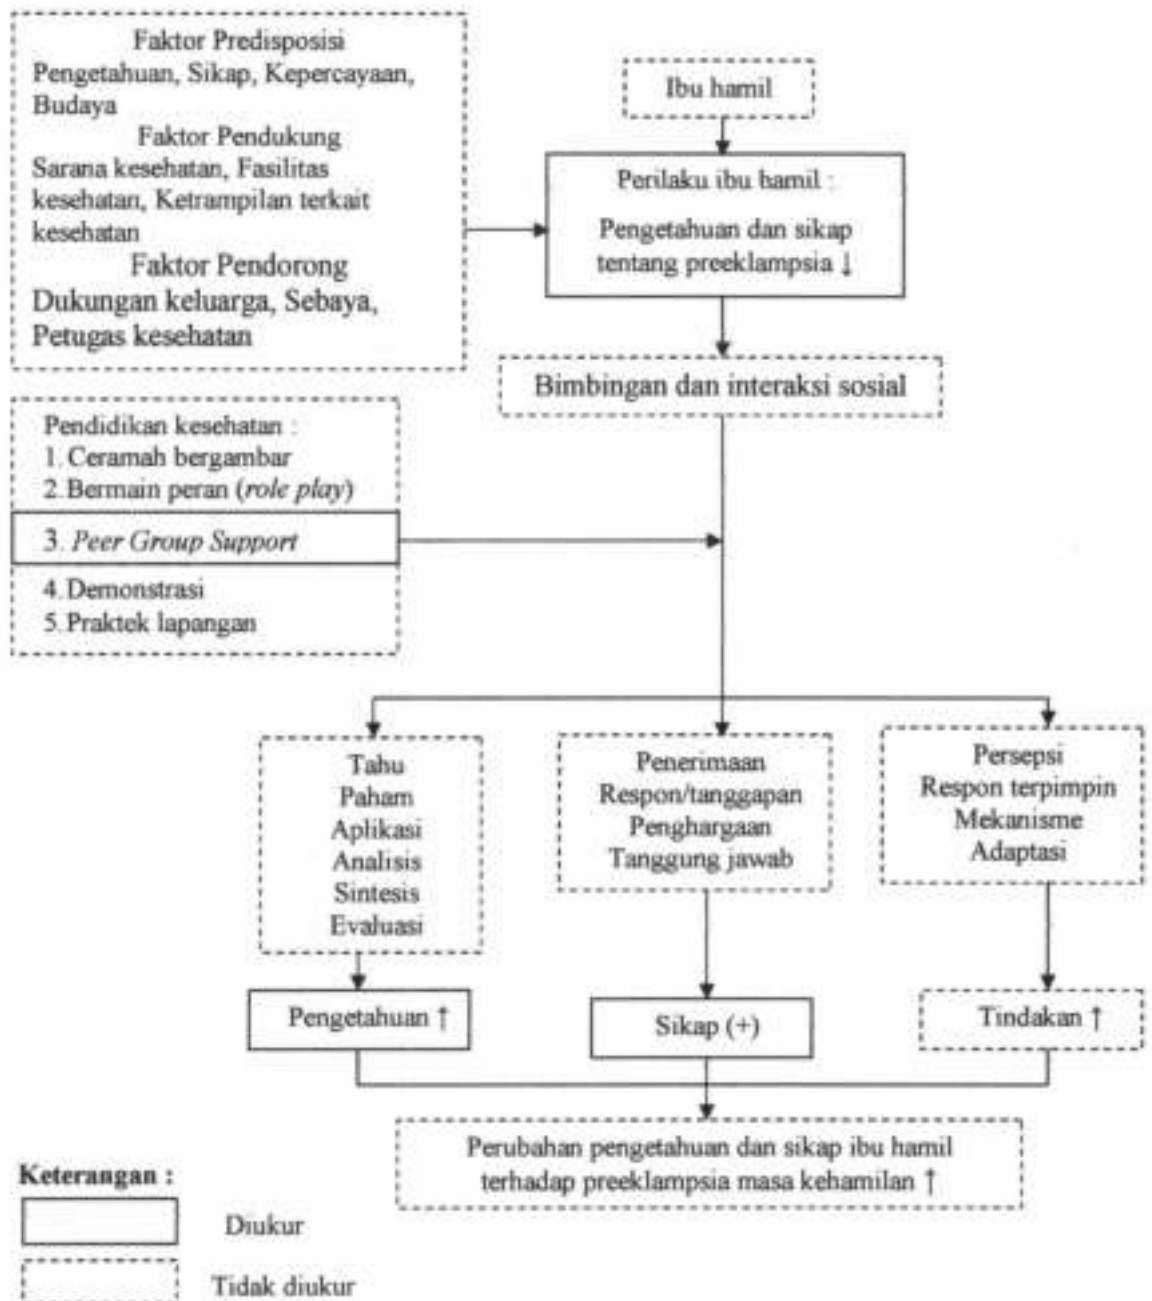 Faktor Predisposisi
Pengetahuan, Sikap, Kepercayaan,
Budaya
Faktor Pendukung
Sarana kesehatan, Fasilitas
kesehatan, Ketrampilan terkait
kesehatan
Faktor Pendorong
Dukungan keluarga, Sebaya,
Petugas kesehatan
Ibu hamil
Perilaku ibu hamil :
Pengetahuan dan sikap
tentang preeklampsia ↓
Bimbingan dan interaksi sosial
Pendidikan kesehatan :
1. Ceramah bergambar
2. Bermain peran (role play)
3. Peer Group Support
4. Demonstrasi
5. Praktek lapangan
Tahu
Paham
Aplikasi
Analisis
Sintesis
Evaluasi
Penerimaan
Respon/tanggapan
Penghargaan
Tanggung jawab
Persepsi
Respon terpimpin
Mekanisme
Adaptasi
Pengetahuan ↑
Sikap (+)
Tindakan ↑
Perubahan pengetahuan dan sikap ibu hamil
terhadap preeklampsia masa kehamilan ↑
Keterangan :
Diukur
Tidak diukur